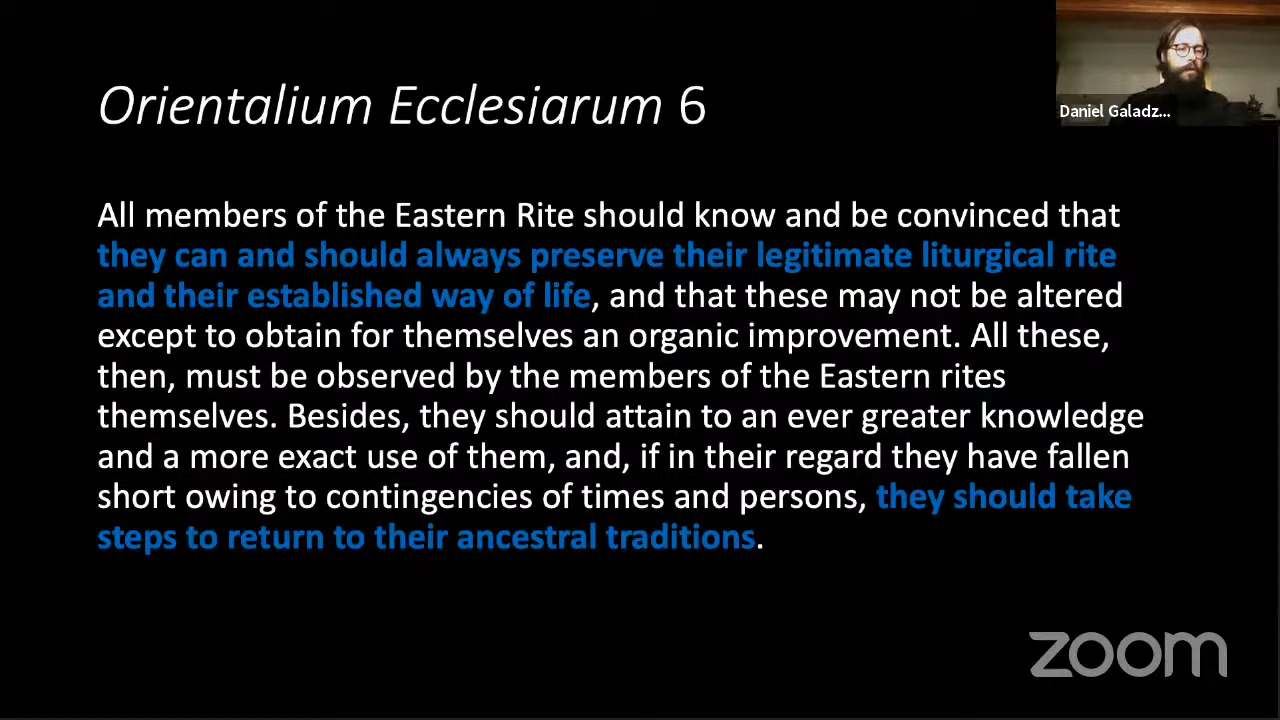 Orientalium Ecclesiarum 6
Daniel Galadz...
All members of the Eastern Rite should know and be convinced that
they can and should always preserve their legitimate liturgical rite
and their established way of life, and that these may not be altered
except to obtain for themselves an organic improvement. All these,
then, must be observed by the members of the Eastern rites
themselves. Besides, they should attain to an ever greater knowledge
and a more exact use of them, and, if in their regard they have fallen
short owing to contingencies of times and persons, they should take
steps to return to their ancestral traditions.
zoom